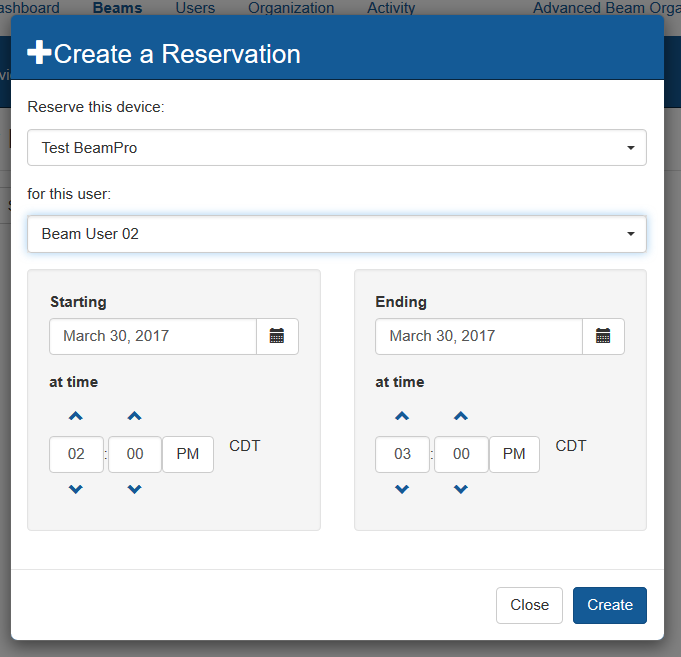 ashboard Beams Users Organization Activity Advanced Beam Orga
Create a Reservation
Reserve this device:
Test BeamPro
for this user:
Beam User 02
Starting
March 30, 2017
at time
02 : 00 PM CDT
Ending
March 30, 2017
at time
03 : 00 PM CDT
Close Create